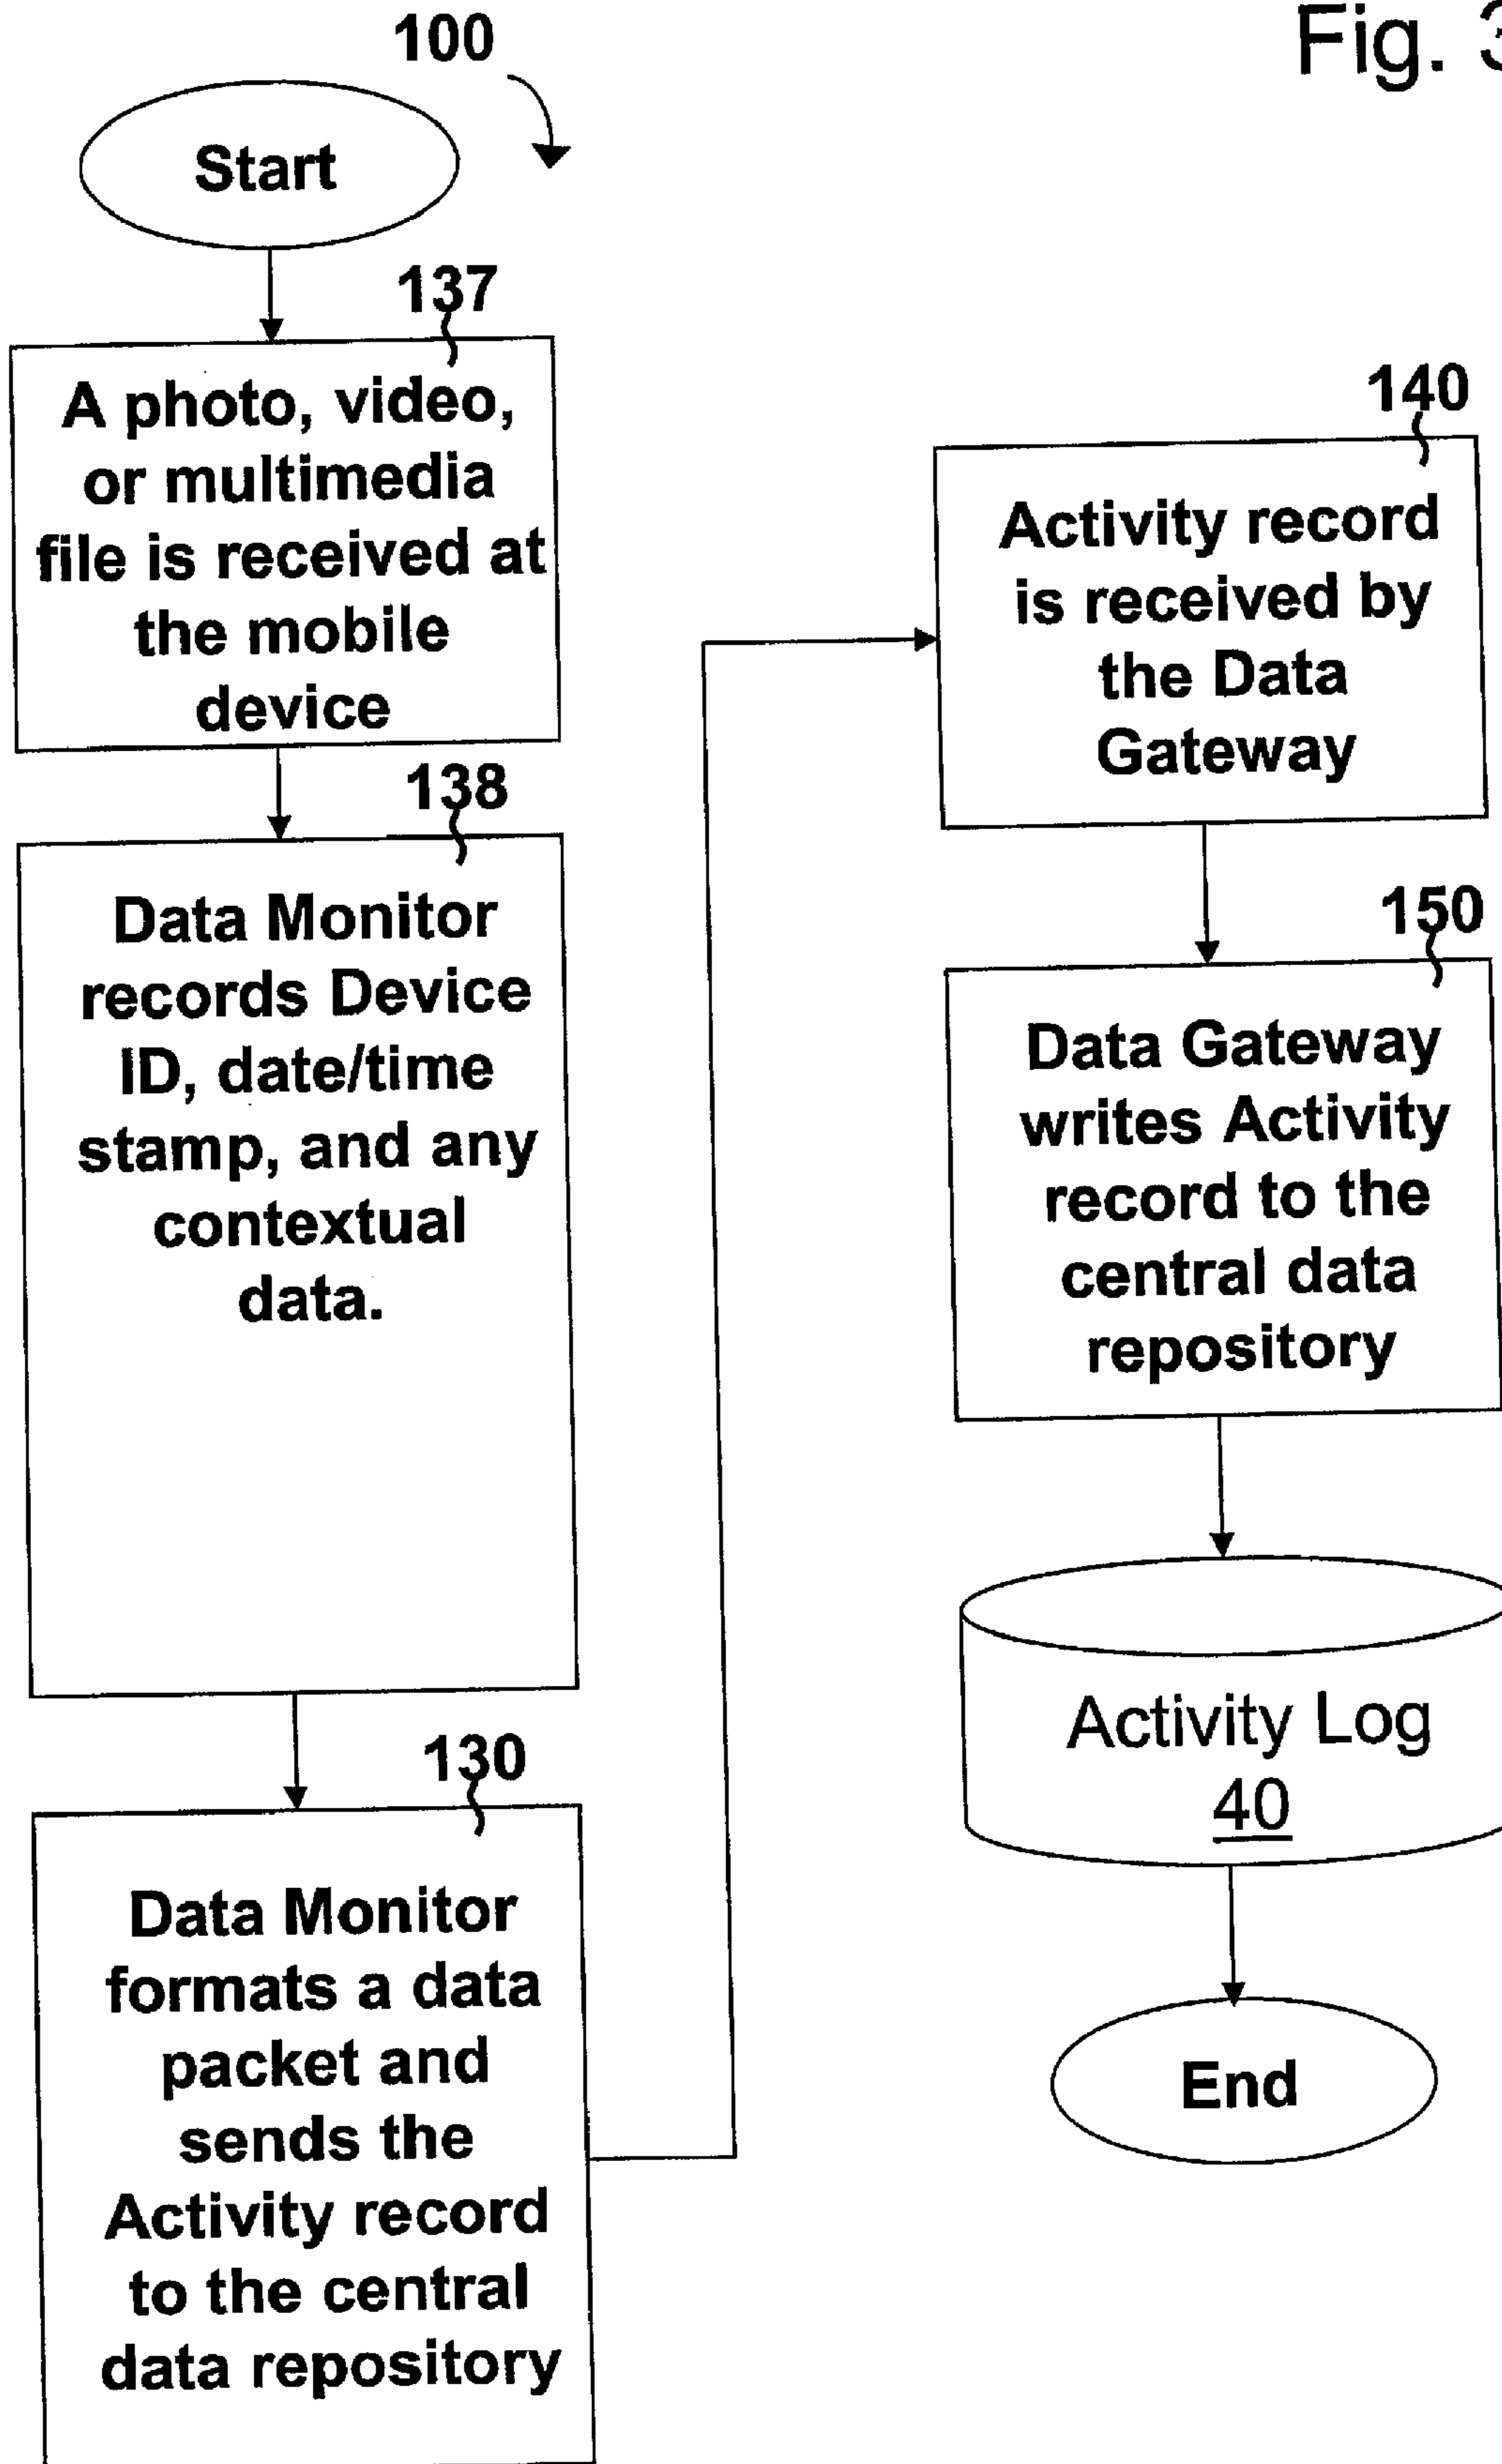 Fig. 3
100
Start
137
A photo, video,
or multimedia
file is received at
the mobile
device
138
Data Monitor
records Device
ID, date/time
stamp, and any
contextual
data.
130
Data Monitor
formats a data
packet and
sends the
Activity record
to the central
data repository
140
Activity record
is received by
the Data
Gateway
150
Data Gateway
writes Activity
record to the
central data
repository
Activity Log
40
End